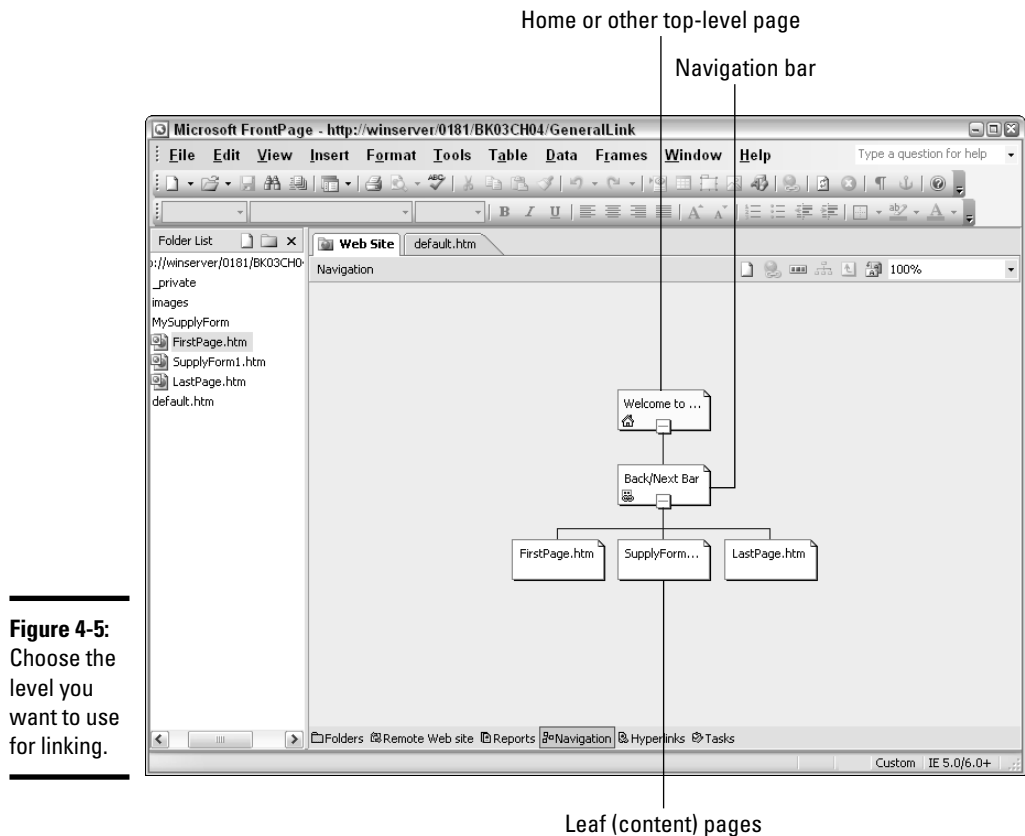 Home or other top-level page
Navigation bar
Microsoft FrontPage - http://winserver/0181/BK03CH04/GeneralLink
File Edit View Insert Format Tools Table Data Frames Window Help Type a question for help
B I U A A ab A
Folder List
Web Site default.htm
p://winserver/0181/BK03CH0
Navigation 100%
_private
images
MySupplyForm
FirstPage.htm
SupplyForm1.htm
LastPage.htm
default.htm
Welcome to ...
Back/Next Bar
FirstPage.htm SupplyForm... LastPage.htm
Figure 4-5:
Choose the
level you
want to use
for linking.
Folders Remote Web site Reports Navigation Hyperlinks Tasks
Custom IE 5.0/6.0+
Leaf (content) pages